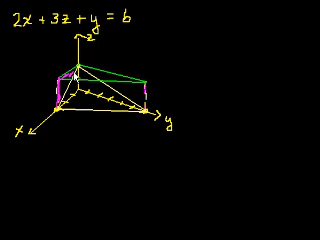 2x + 3z + y = 6
z
x
y